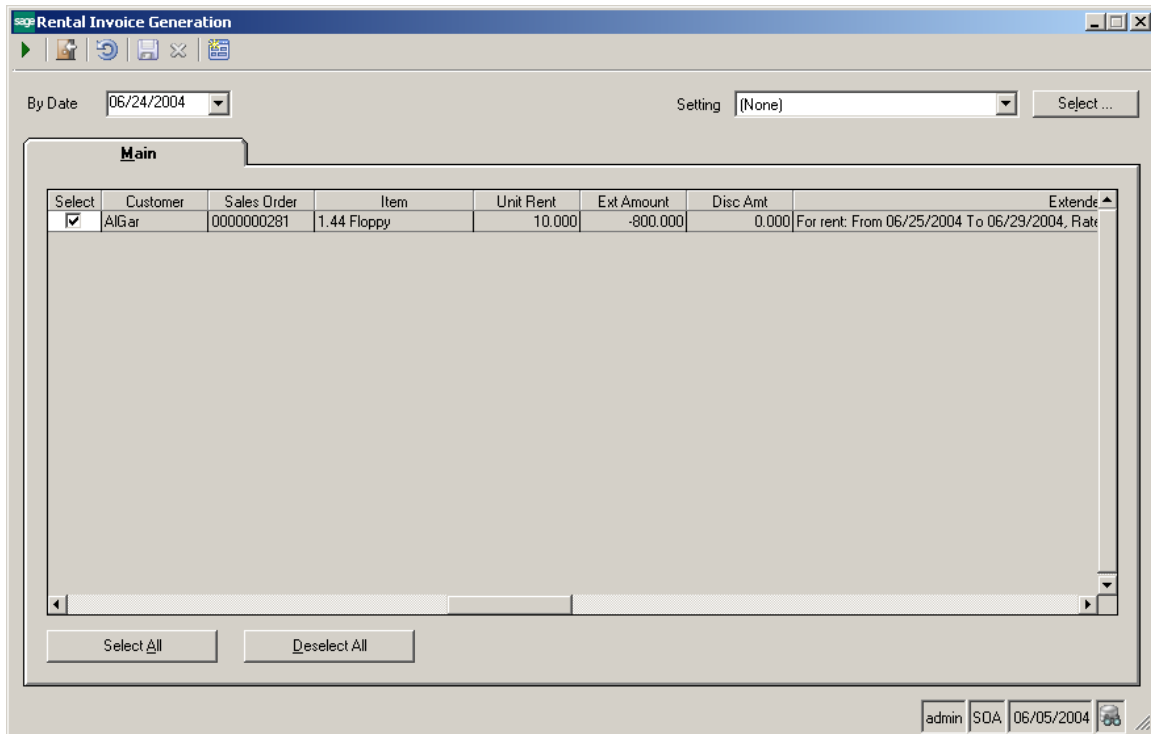 sage Rental Invoice Generation
By Date 06/24/2004 Setting (None) Select ...
Main
Select Customer Sales Order Item Unit Rent Ext Amount Disc Amt Extende
AlGar 0000000281 1.44 Floppy 10.000 -800.000 0.000 For rent: From 06/25/2004 To 06/29/2004, Rate
Select All Deselect All
admin SOA 06/05/2004